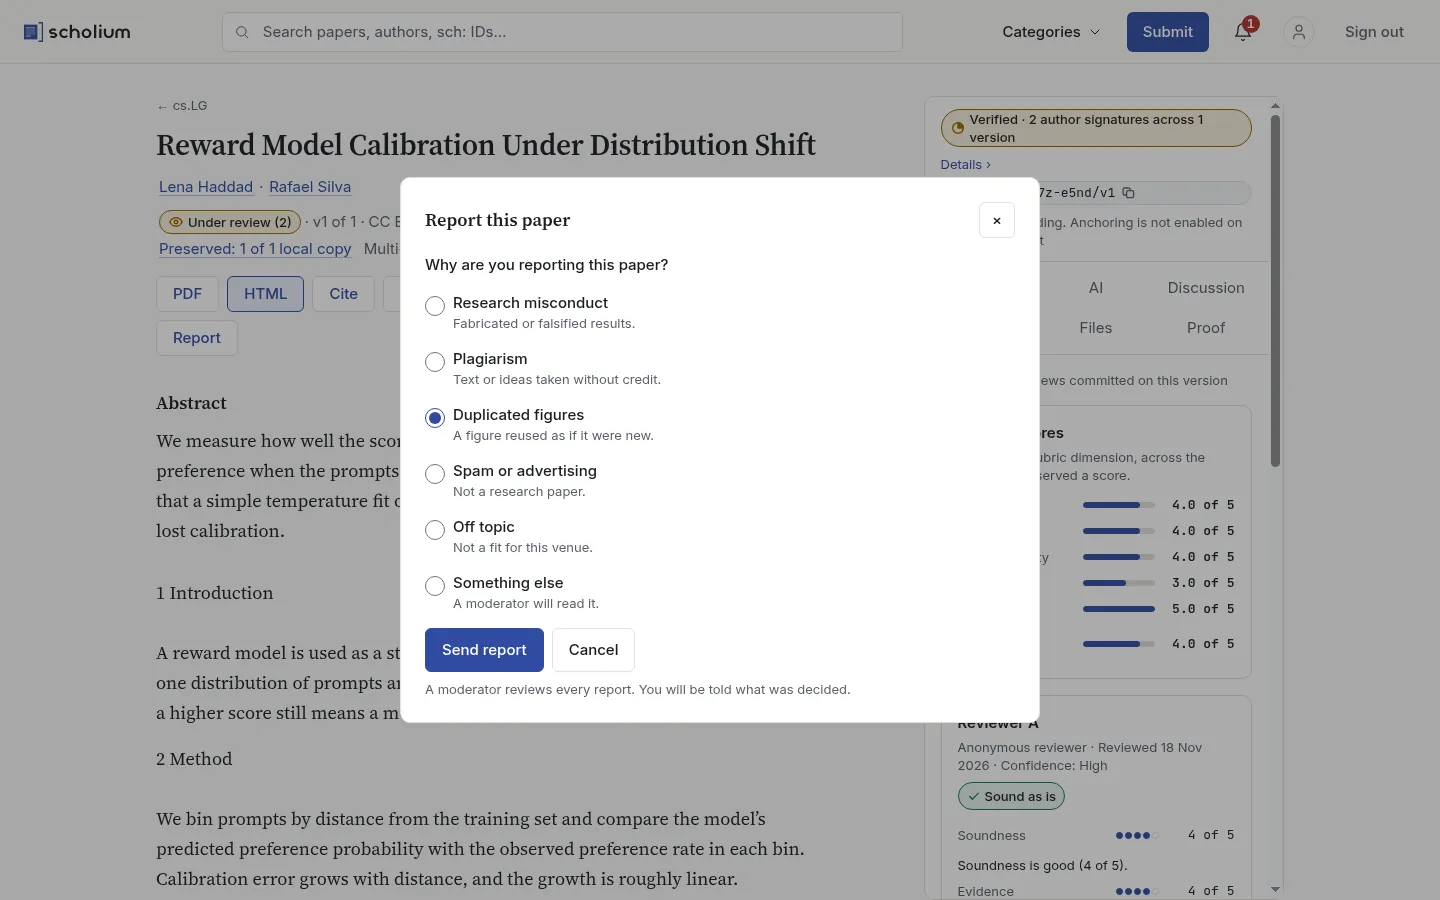 scholium
Search papers, authors, sch: IDs...
Categories
Submit
1
Sign out
← cs.LG
Reward Model Calibration Under Distribution Shift
Lena Haddad · Rafael Silva
Under review (2) · v1 of 1 · CC
Preserved: 1 of 1 local copy
PDF
HTML
Cite
Report
Abstract
We measure how well the
preference when the prompts
that a simple temperature fit
lost calibration.
1 Introduction
A reward model is used as a
one distribution of prompts
a higher score still means a
2 Method
We bin prompts by distance from the training set and compare the model's
predicted preference probability with the observed preference rate in each bin.
Calibration error grows with distance, and the growth is roughly linear.
Report this paper
×
Why are you reporting this paper?
Research misconduct
Fabricated or falsified results.
Plagiarism
Text or ideas taken without credit.
Duplicated figures
A figure reused as if it were new.
Spam or advertising
Not a research paper.
Off topic
Not a fit for this venue.
Something else
A moderator will read it.
Send report
Cancel
A moderator reviews every report. You will be told what was decided.
Verified · 2 author signatures across 1
version
Details ›
7z-e5nd/v1
Anchoring is not enabled on
AI
Discussion
Files
Proof
committed on this version
ubric dimension, across the
served a score.
4.0 of 5
4.0 of 5
4.0 of 5
3.0 of 5
5.0 of 5
4.0 of 5
Reviewer A
Anonymous reviewer · Reviewed 18 Nov
2026 · Confidence: High
Sound as is
Soundness
4 of 5
Soundness is good (4 of 5).
Evidence
4 of 5